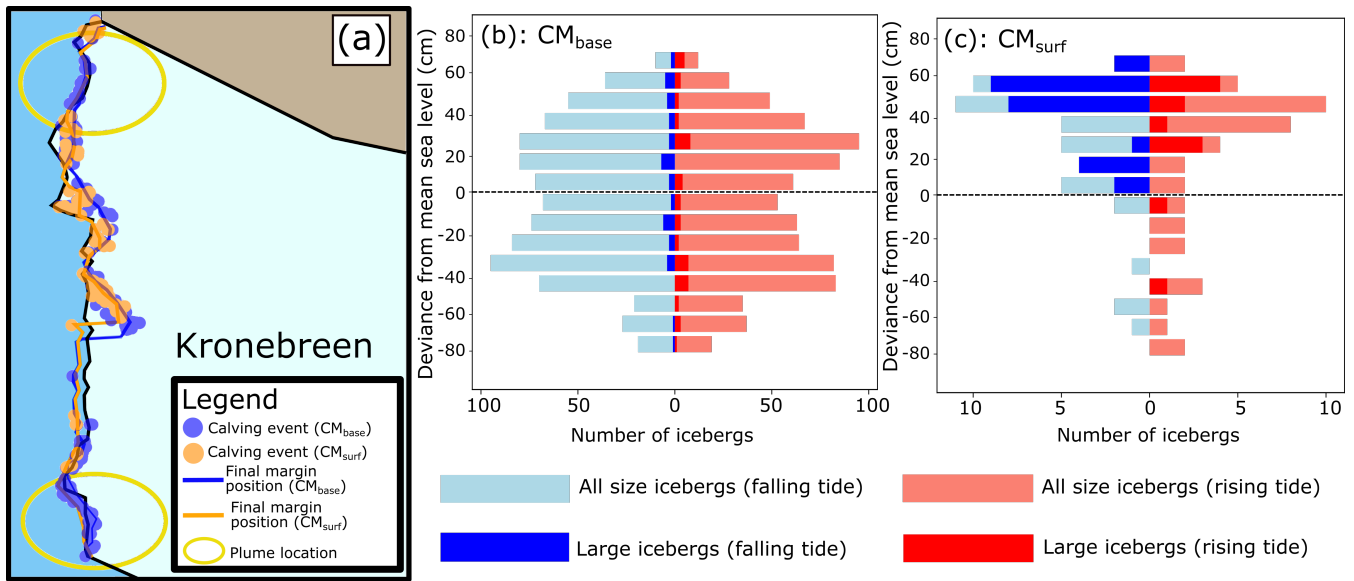 (a)
Kronebreen
Legend
Calving event (CMbase)
Calving event (CMsurf)
Final margin
position (CMbase)
Final margin
position (CMsurf)
Plume location
(b): CMbase
Deviance from mean sea level (cm)
80
60
40
20
0
-20
-40
-60
-80
100
50
0
50
100
Number of icebergs
(c): CMsurf
Deviance from mean sea level (cm)
80
60
40
20
0
-20
-40
-60
-80
10
5
0
5
10
Number of icebergs
All size icebergs (falling tide)
All size icebergs (rising tide)
Large icebergs (falling tide)
Large icebergs (rising tide)